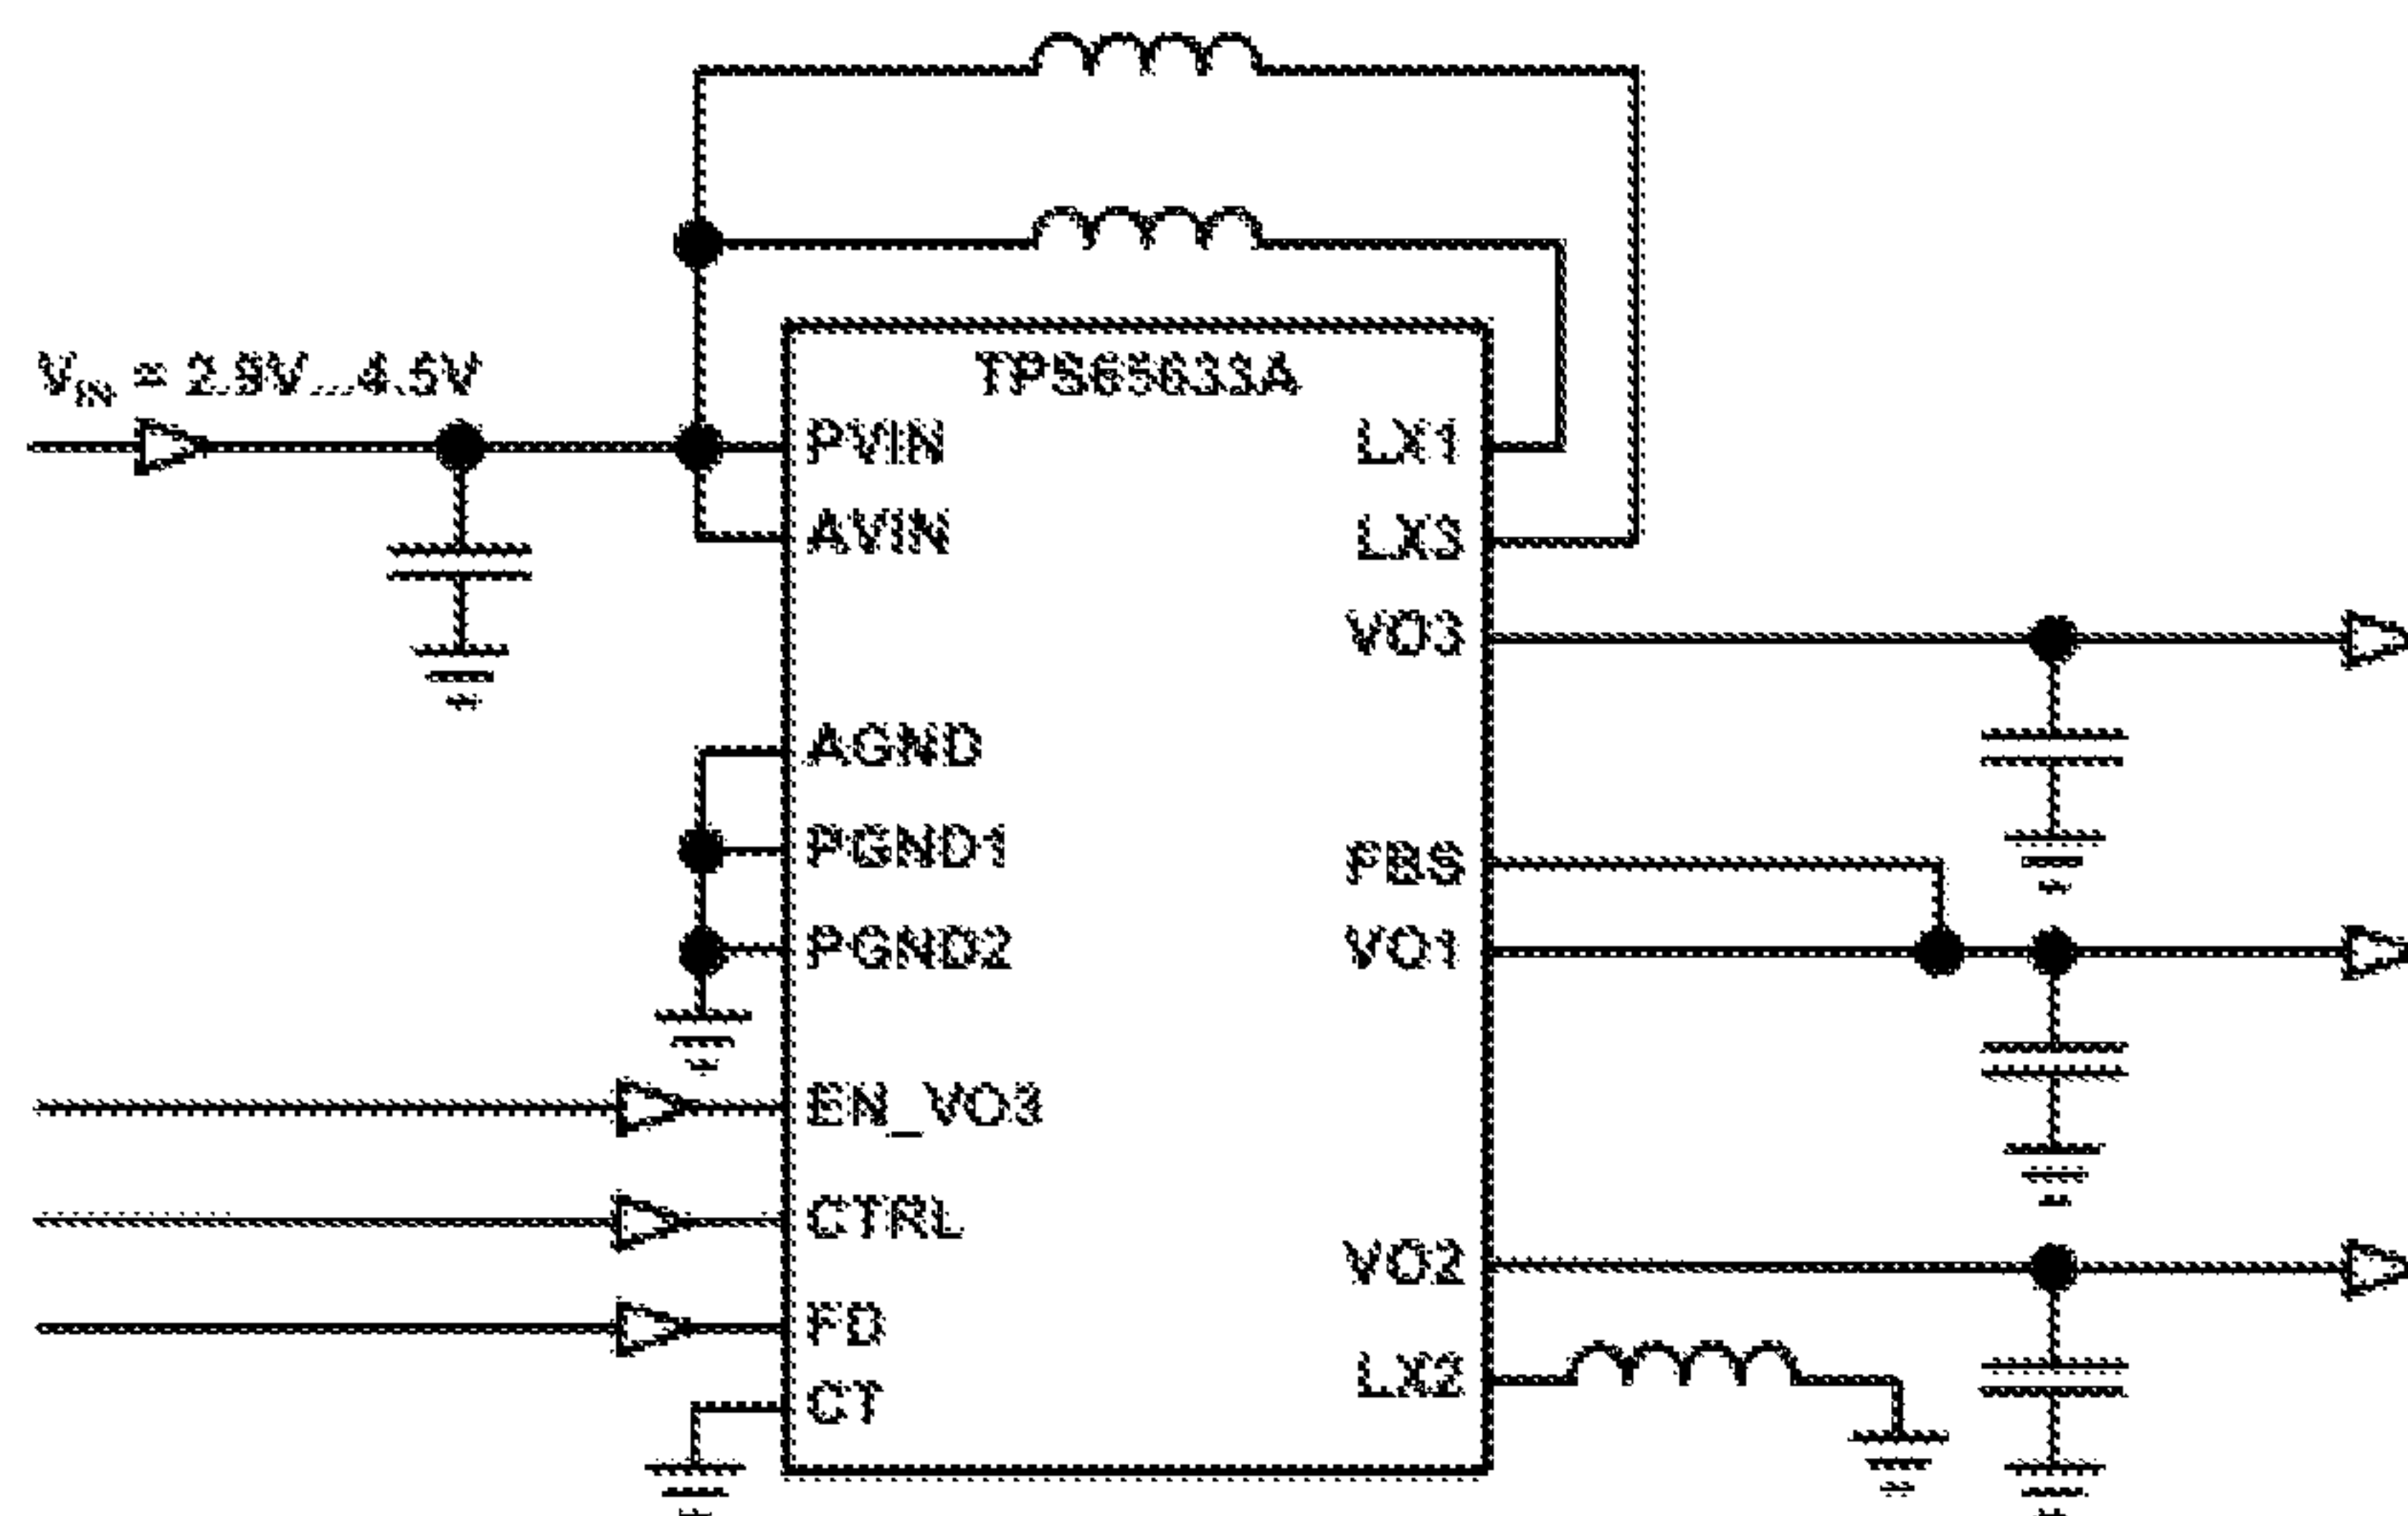 V_IN = 2.9V...4.5V
TPS65633A
PVIN
LX1
AVIN
LX3
VO3
AGND
PGND1
FBS
PGND2
VO1
EN_VO3
CTRL
VO2
FD
LX2
CT